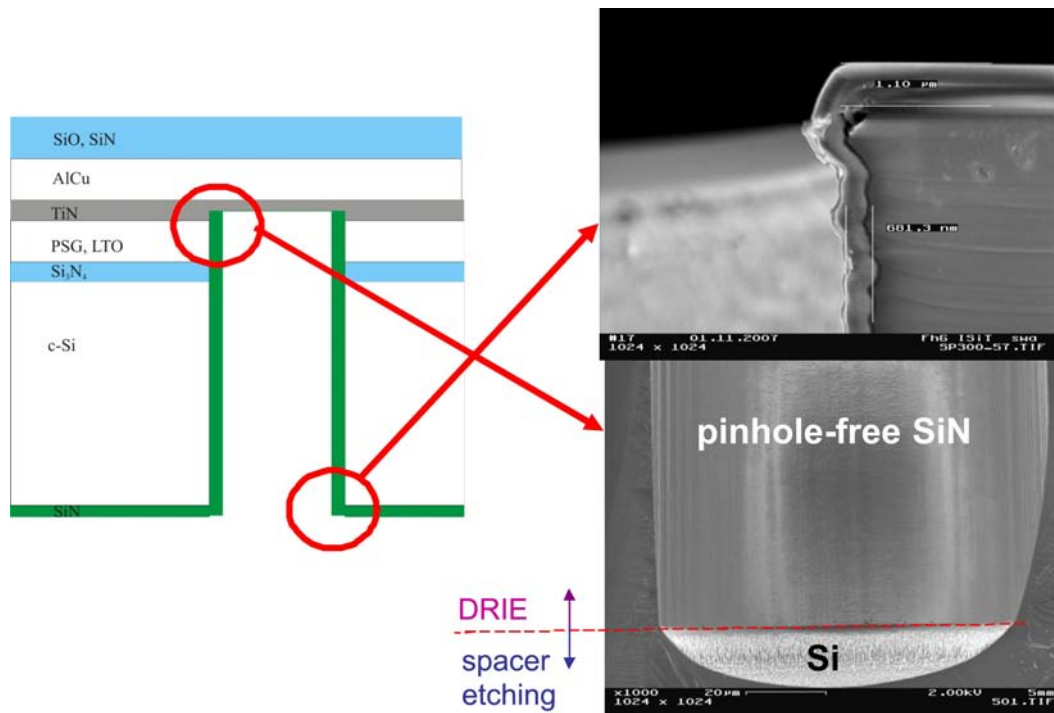 SiO, SiN
AlCu
TiN
PSG, LTO
Si₃N₄
c-Si
SiN
1.10 µm
681.3 nm
#17 01.11.2007 FhG ISiT swa
1024 x 1024 SP300-57.TIF
pinhole-free SiN
DRIE
spacer
etching
Si
x1000 20µm 2.00kV 5mm
1024 x 1024 501.TIF